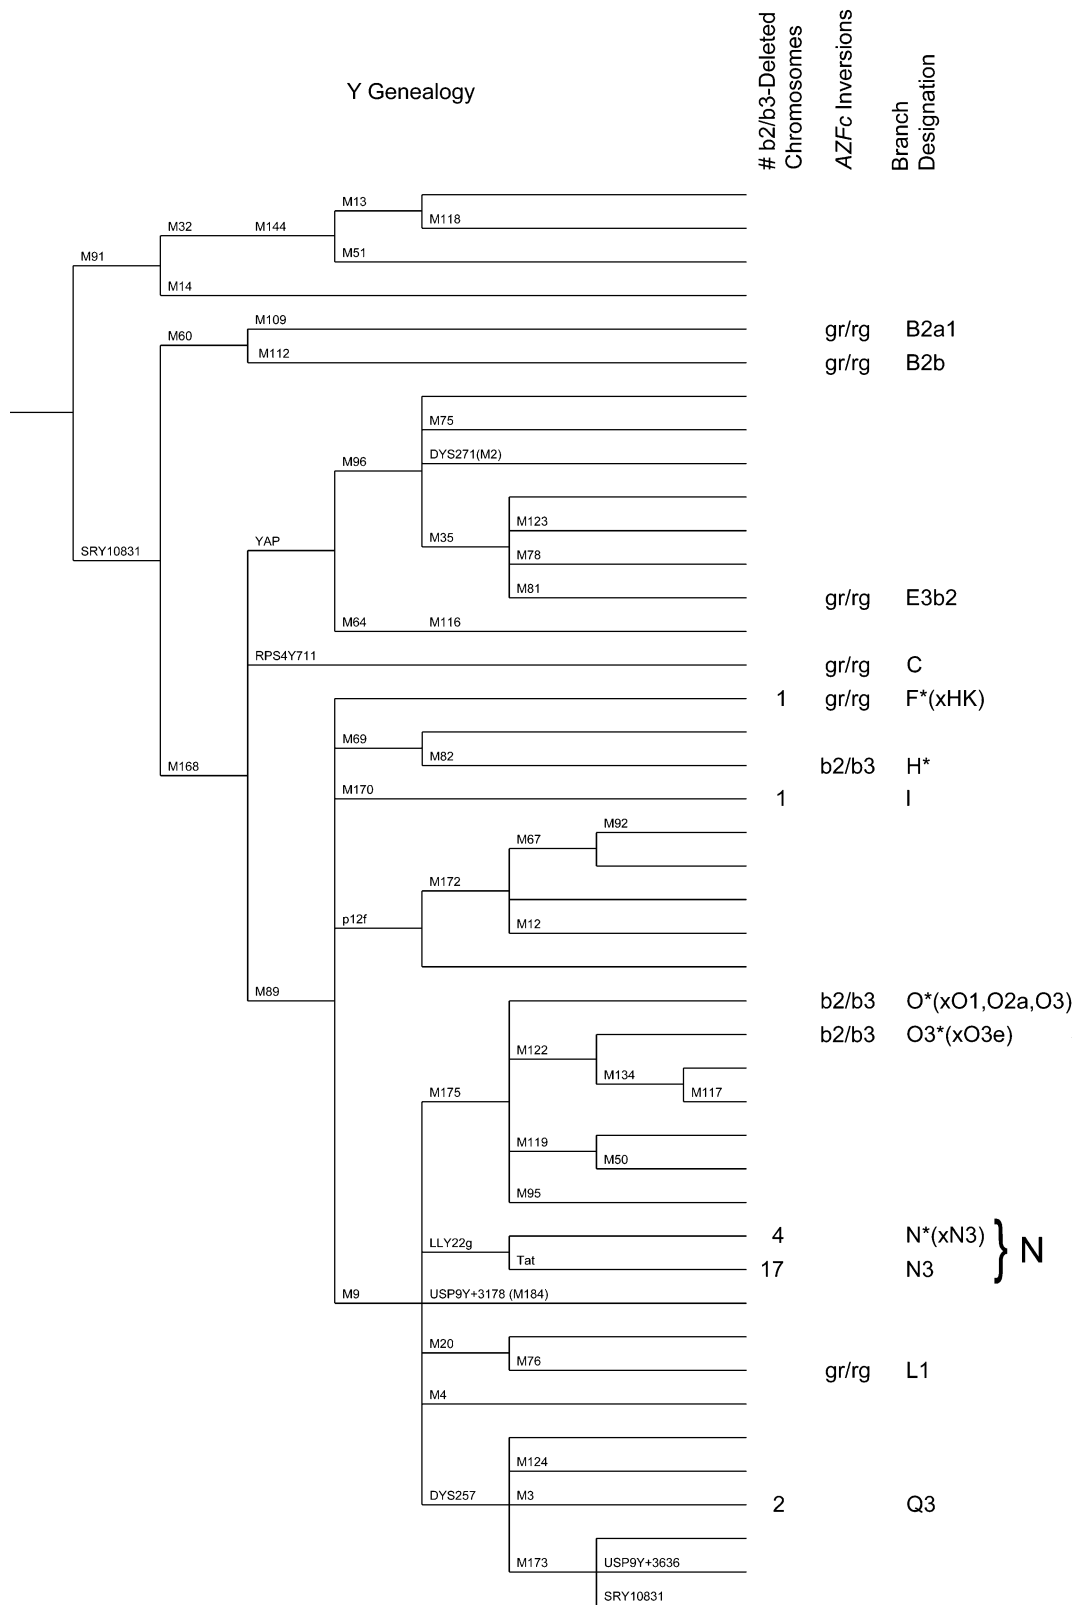 # b2/b3-Deleted
Chromosomes
AZFc Inversions
Branch
Designation
Y Genealogy
M13
M118
M32 M144
M51
M91
M14
M109
M60
gr/rg B2a1
M112
gr/rg B2b
M75
DYS271(M2)
M96
M123
M35
YAP
M78
SRY10831
M81
gr/rg E3b2
M64 M116
RPS4Y711
gr/rg C
1 gr/rg F*(xHK)
M69
M82
M168
b2/b3 H*
M170
1 I
M92
M67
M172
p12f
M12
M89
b2/b3 O*(xO1,O2a,O3)
b2/b3 O3*(xO3e)
M122
M134
M175
M117
M119
M50
M95
4 N*(xN3)
LLY22g
} N
Tat
17 N3
M9 USP9Y+3178 (M184)
M20
M76
gr/rg L1
M4
M124
DYS257 M3
2 Q3
M173 USP9Y+3636
SRY10831